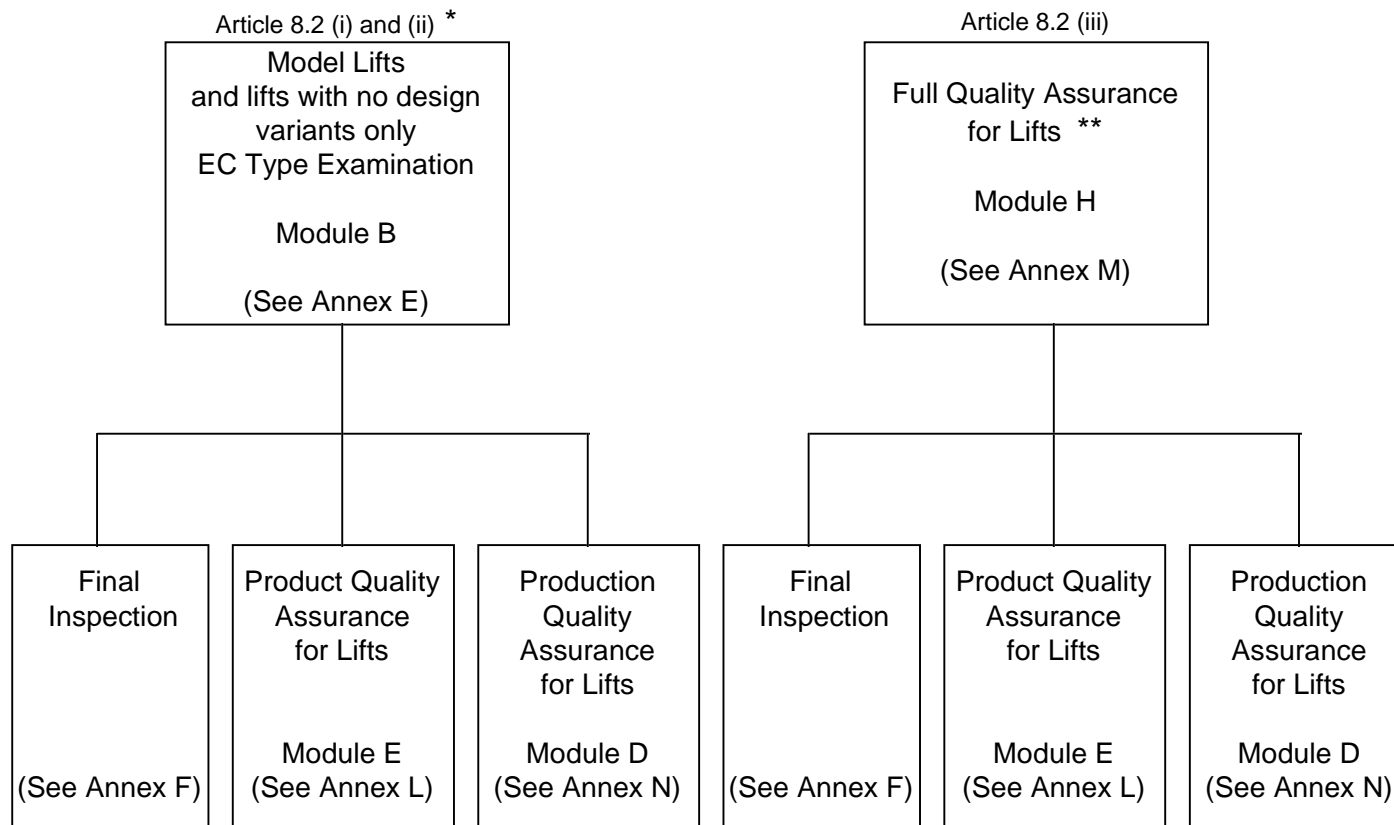 Article 8.2 (i) and (ii) *
Model Lifts
and lifts with no design
variants only
EC Type Examination
Module B
(See Annex E)
Article 8.2 (iii)
Full Quality Assurance
for Lifts **
Module H
(See Annex M)
Final
Inspection
(See Annex F)
Product Quality
Assurance
for Lifts
Module E
(See Annex L)
Production
Quality
Assurance
for Lifts
Module D
(See Annex N)
Final
Inspection
(See Annex F)
Product Quality
Assurance
for Lifts
Module E
(See Annex L)
Production
Quality
Assurance
for Lifts
Module D
(See Annex N)